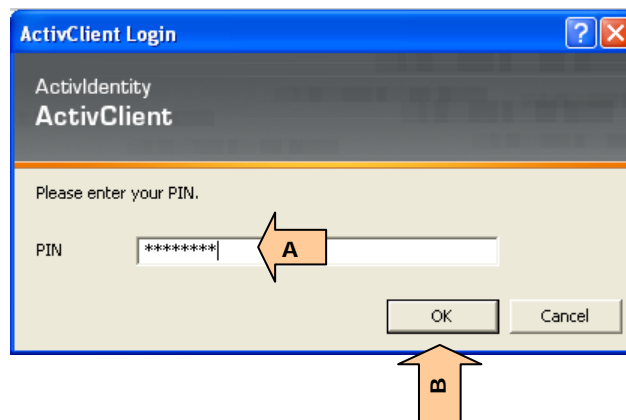 ActivClient Login
ActivIdentity
ActivClient
Please enter your PIN.
PIN ********
A
OK Cancel
B